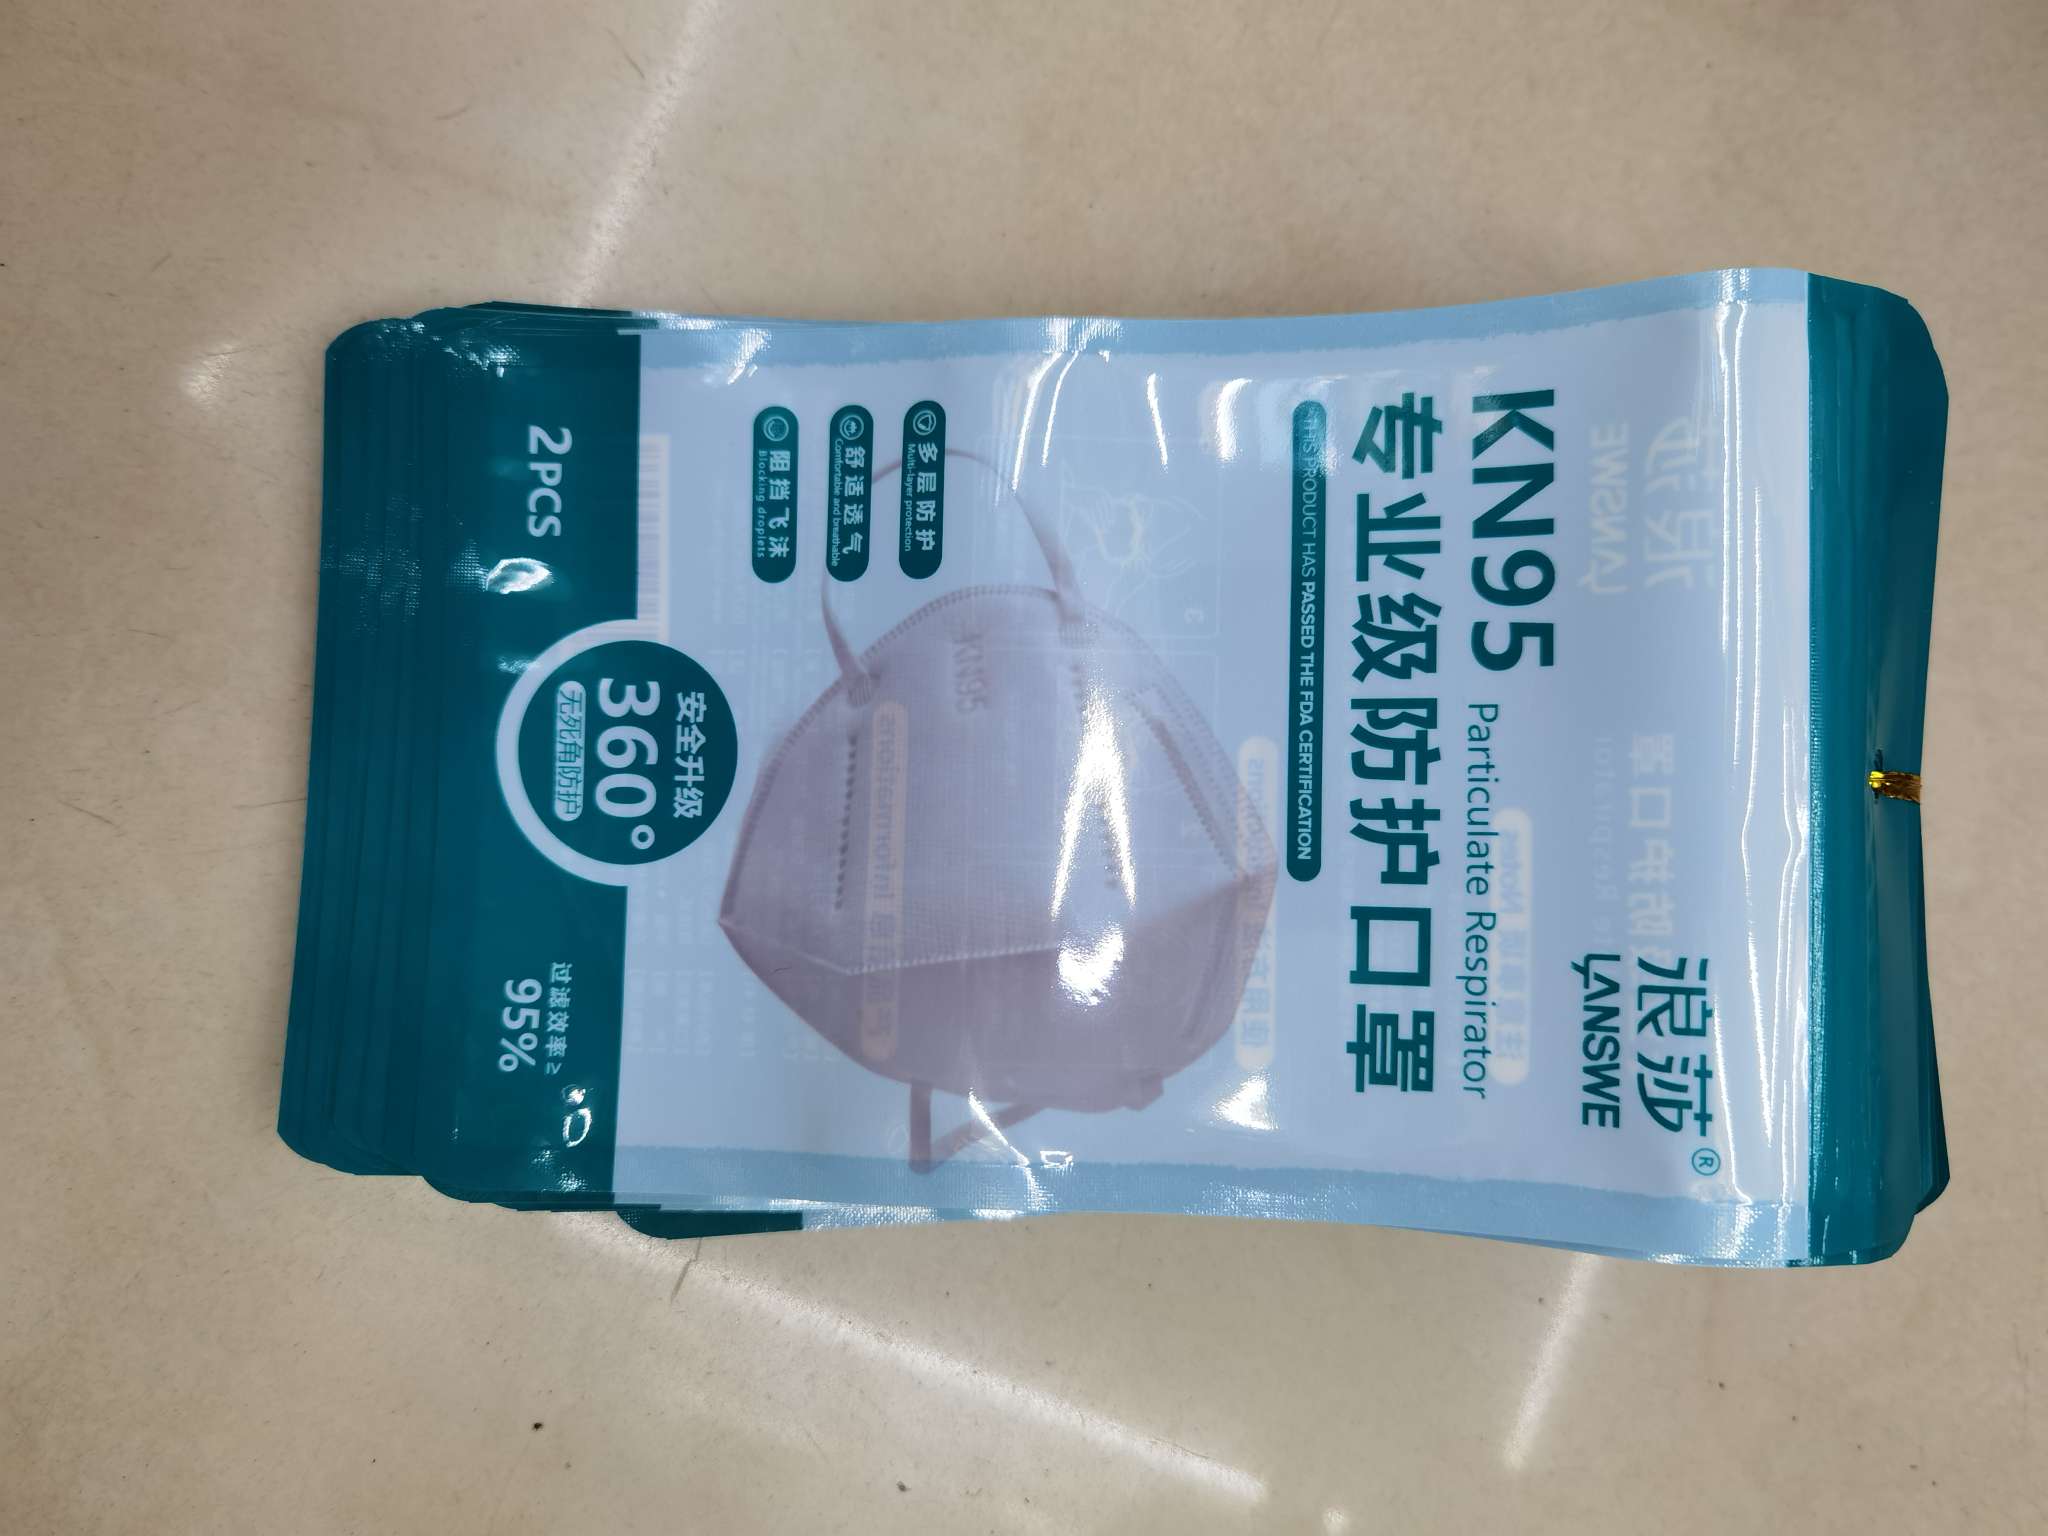 浪莎®
LANSWE
KN95 Particulate Respirator
专业级防护口罩
THIS PRODUCT HAS PASSED THE FDA CERTIFICATION
多层防护
Multi-layer protection
舒适透气
Comfortable and breathable
阻挡飞沫
Blocking droplets
KN95
安全升级
360°
无死角防护
2PCS
过滤效率≥
95%